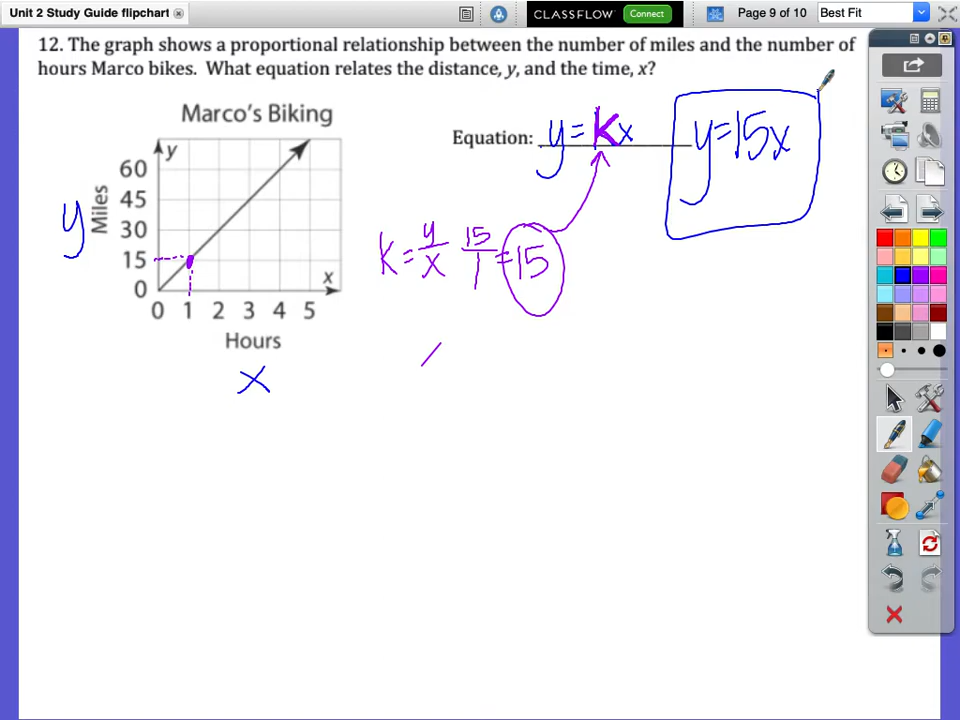 Unit 2 Study Guide flipchart
CLASSFLOW Connect
Page 9 of 10
Best Fit
12. The graph shows a proportional relationship between the number of miles and the number of
hours Marco bikes. What equation relates the distance, y, and the time, x?
Marco's Biking
Equation: y = kx
y=15x
y
Miles
y
60
45
30
15
0
x
0 1 2 3 4 5
Hours
x
K = y/x 15/1 = 15